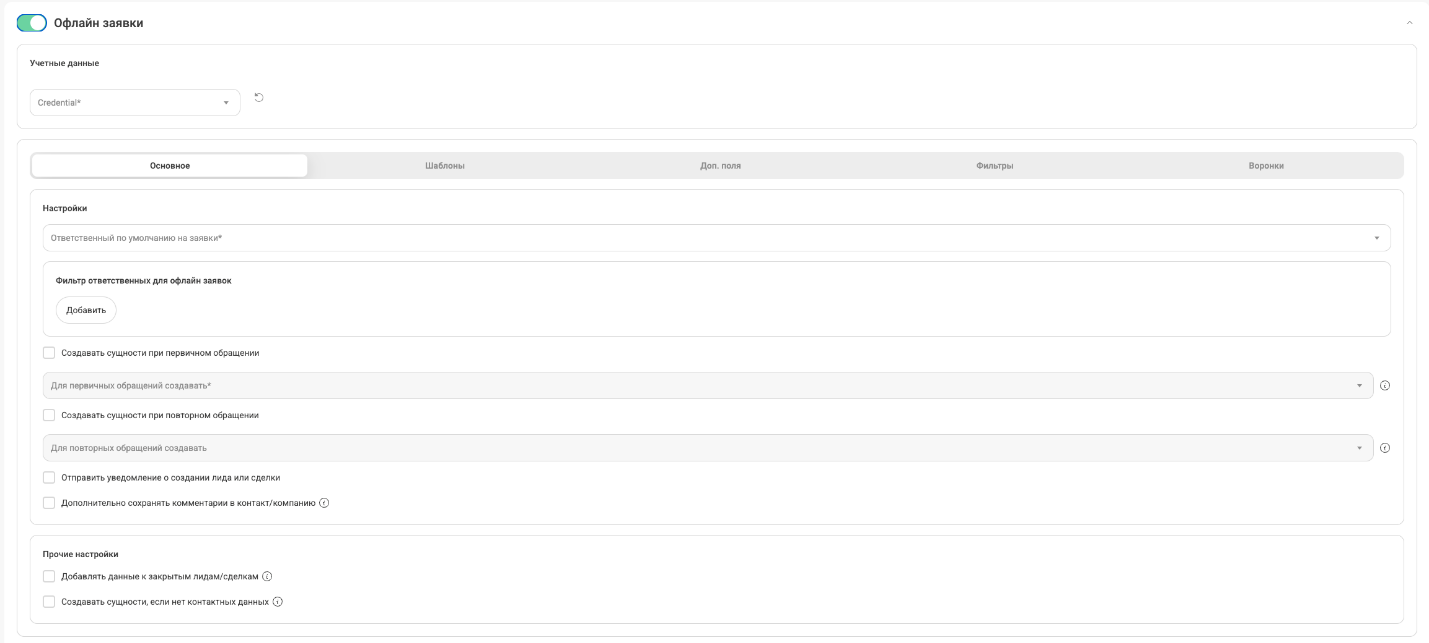 Офлайн заявки
Учетные данные
Credential*
Основное
Шаблоны
Доп. поля
Фильтры
Воронки
Настройки
Ответственный по умолчанию на заявки*
Фильтр ответственных для офлайн заявок
Добавить
Создавать сущности при первичном обращении
Для первичных обращений создавать*
Создавать сущности при повторном обращении
Для повторных обращений создавать
Отправить уведомление о создании лида или сделки
Дополнительно сохранять комментарии в контакт/компанию
Прочие настройки
Добавлять данные к закрытым лидам/сделкам
Создавать сущности, если нет контактных данных